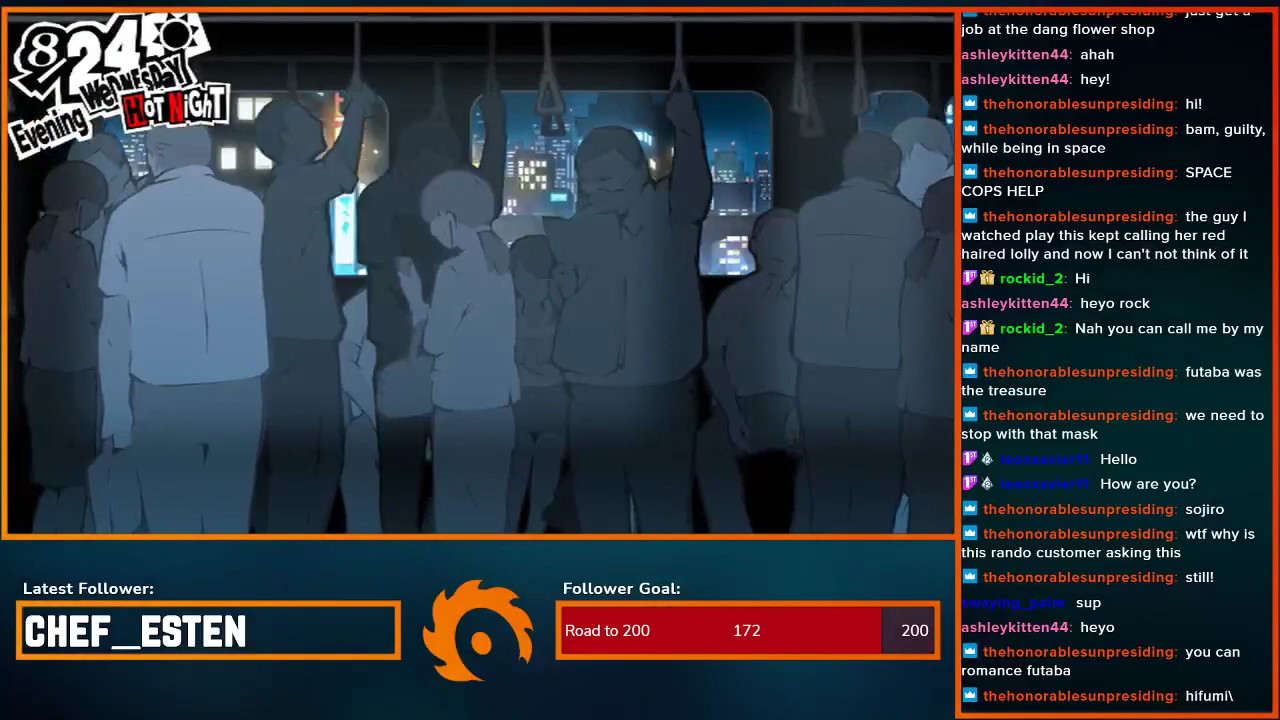 8 24
Wednesday
Evening Hot Night
Latest Follower:
CHEF_ESTEN
Follower Goal:
Road to 200 172 200
job at the dang flower shop
ashleykitten44: ahah
ashleykitten44: hey!
thehonorablesunpresiding: hi!
thehonorablesunpresiding: bam, guilty,
while being in space
thehonorablesunpresiding: SPACE
COPS HELP
thehonorablesunpresiding: the guy I
watched play this kept calling her red
haired lolly and now I can't not think of it
rockid_2: Hi
ashleykitten44: heyo rock
rockid_2: Nah you can call me by my
name
thehonorablesunpresiding: futaba was
the treasure
thehonorablesunpresiding: we need to
stop with that mask
Hello
How are you?
thehonorablesunpresiding: sojiro
thehonorablesunpresiding: wtf why is
this rando customer asking this
thehonorablesunpresiding: still!
swaying_palm sup
ashleykitten44: heyo
thehonorablesunpresiding: you can
romance futaba
thehonorablesunpresiding: hifumi\